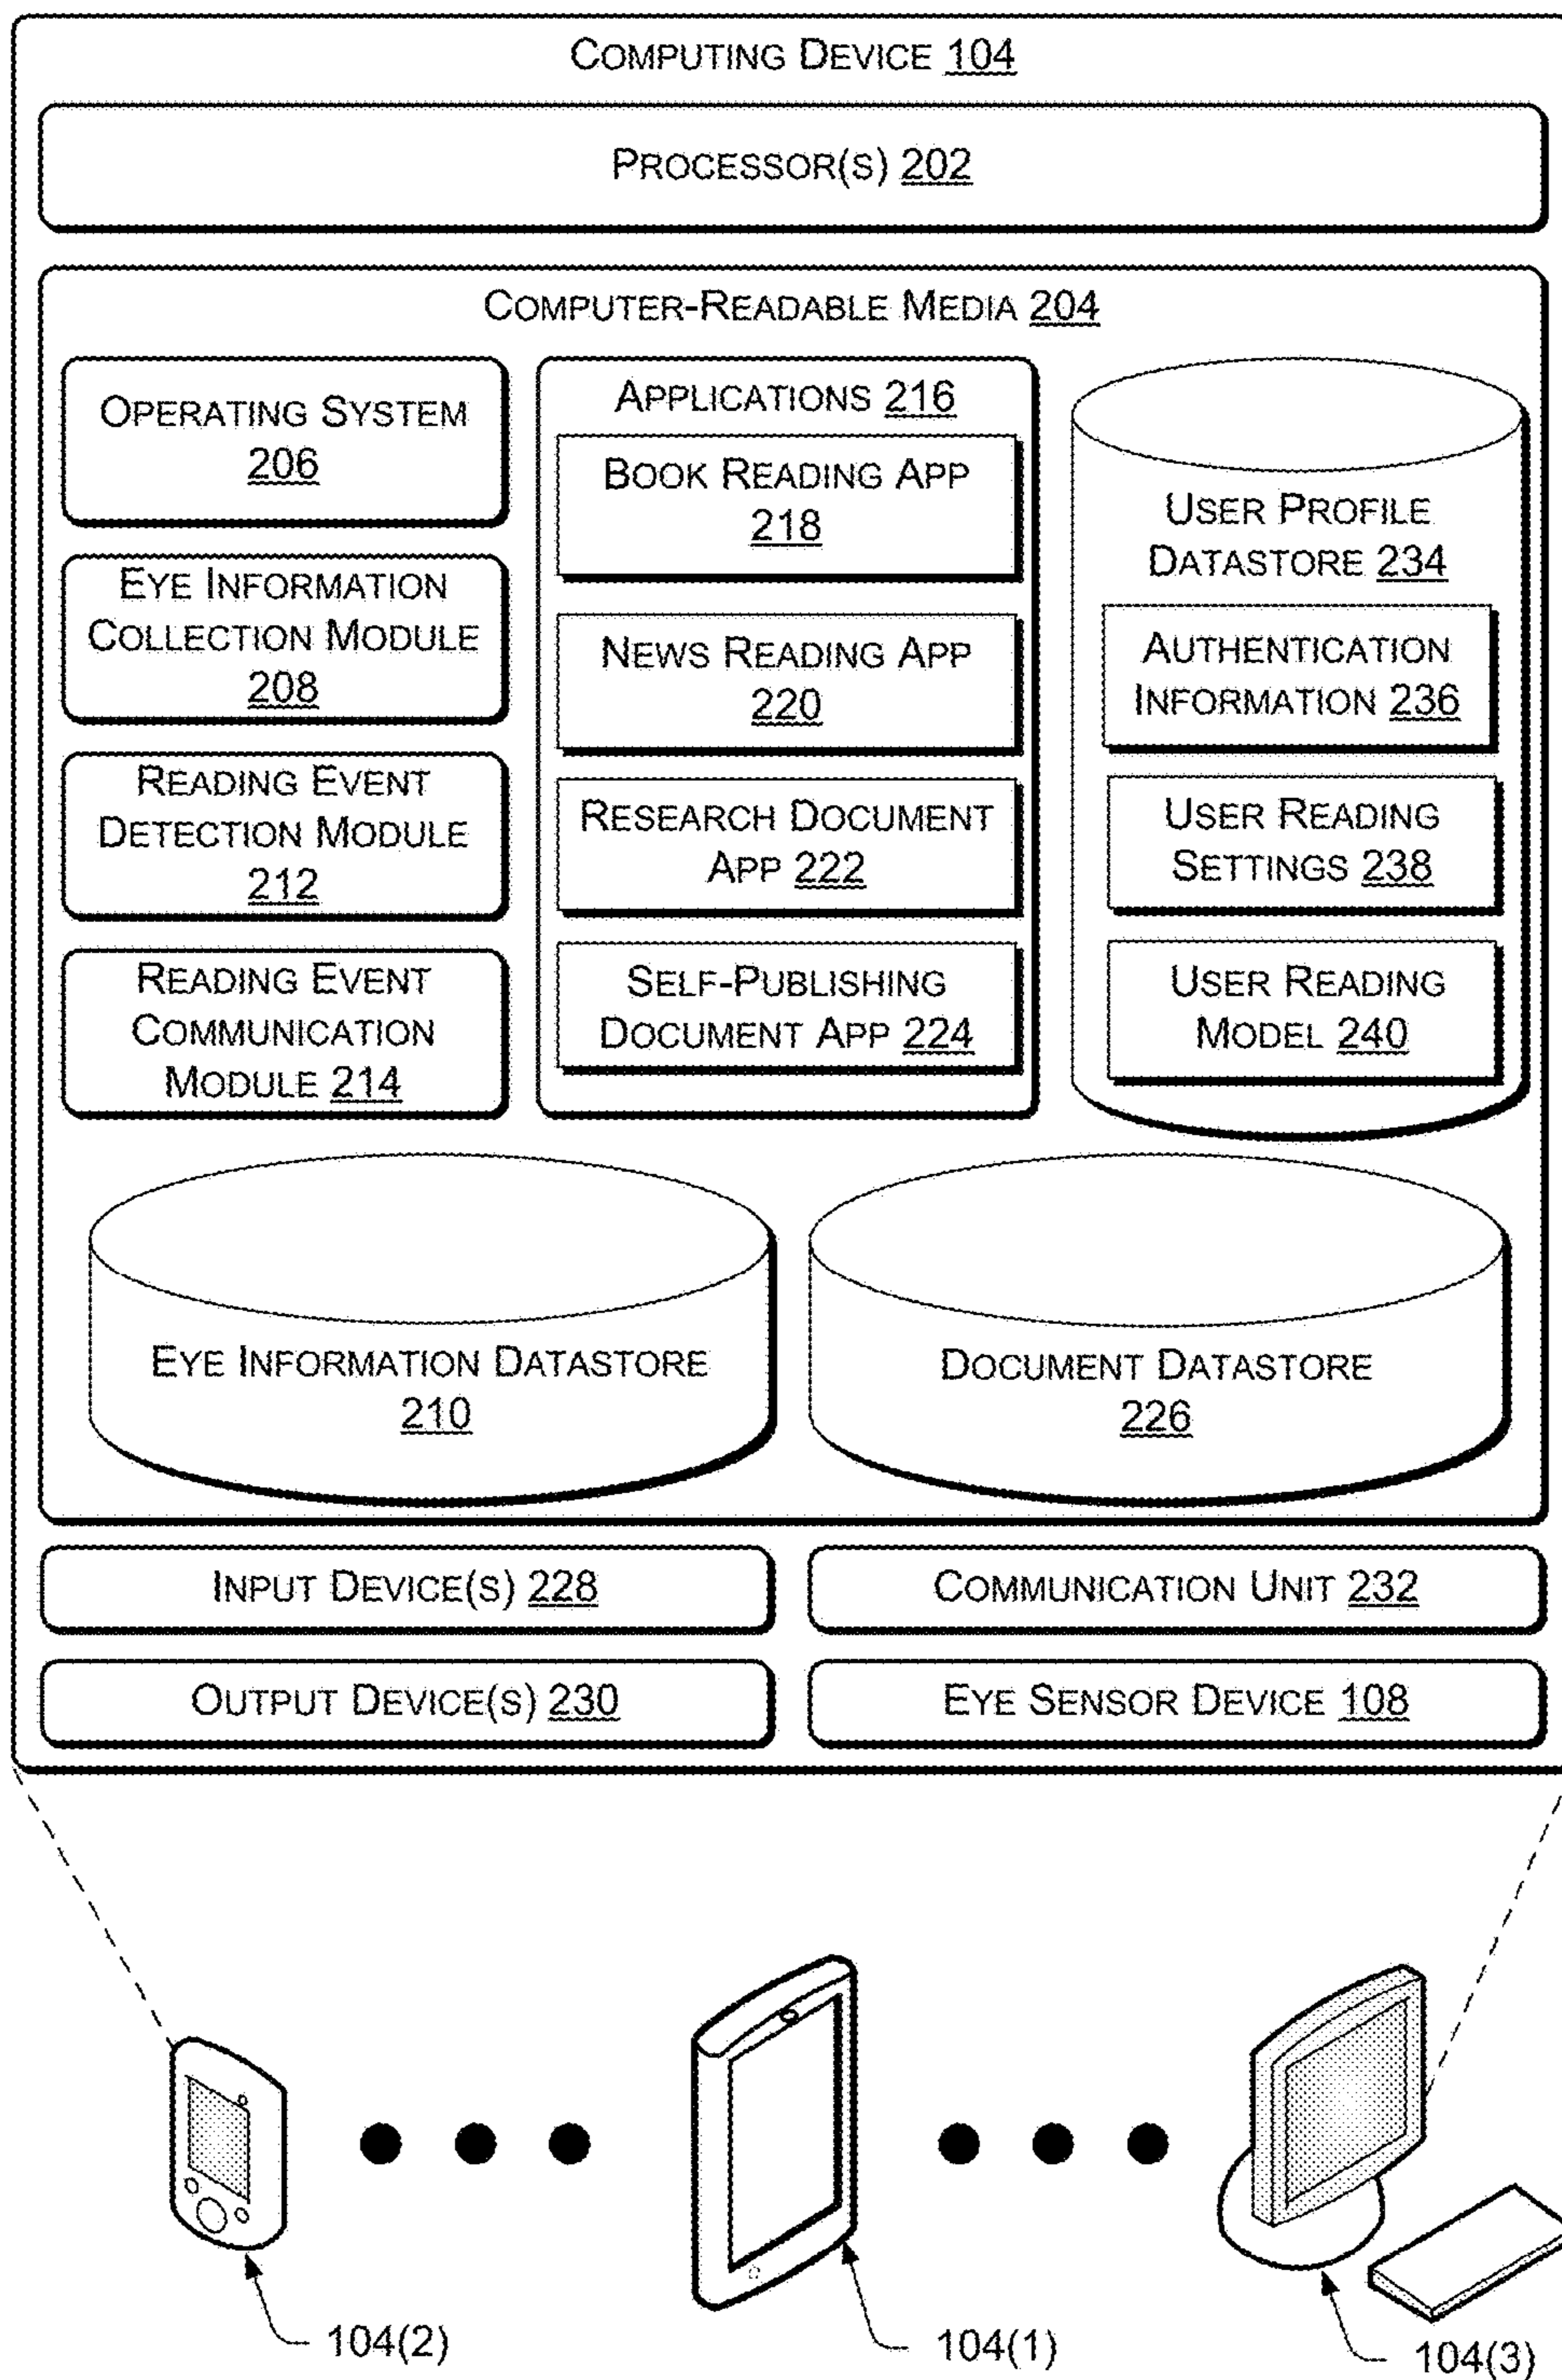 COMPUTING DEVICE 104
PROCESSOR(S) 202
COMPUTER-READABLE MEDIA 204
OPERATING SYSTEM
206
EYE INFORMATION
COLLECTION MODULE
208
READING EVENT
DETECTION MODULE
212
READING EVENT
COMMUNICATION
MODULE 214
APPLICATIONS 216
BOOK READING APP
218
NEWS READING APP
220
RESEARCH DOCUMENT
APP 222
SELF-PUBLISHING
DOCUMENT APP 224
USER PROFILE
DATASTORE 234
AUTHENTICATION
INFORMATION 236
USER READING
SETTINGS 238
USER READING
MODEL 240
EYE INFORMATION DATASTORE
210
DOCUMENT DATASTORE
226
INPUT DEVICE(S) 228
COMMUNICATION UNIT 232
OUTPUT DEVICE(S) 230
EYE SENSOR DEVICE 108
104(2)
104(1)
104(3)